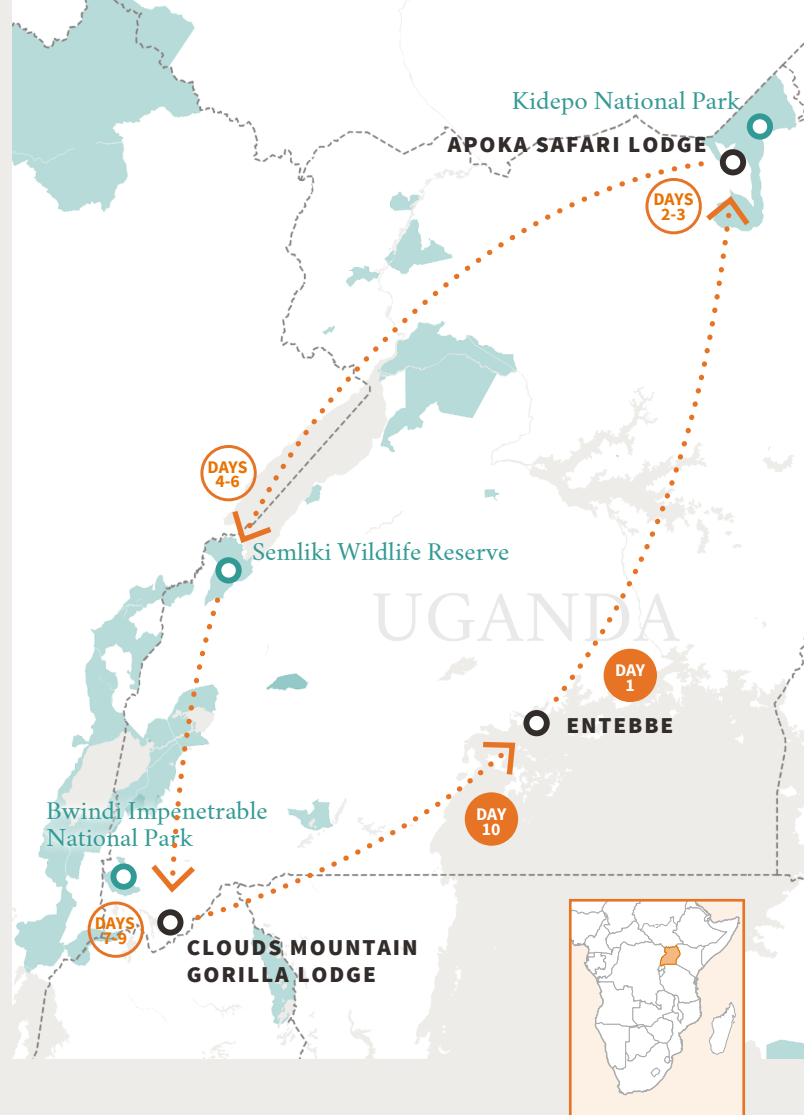 Kidepo National Park
APOKA SAFARI LODGE
DAYS
2-3
DAYS
4-6
Semliki Wildlife Reserve
UGANDA
DAY
1
ENTEBBE
Bwindi Impenetrable
National Park
DAY
10
DAYS
7-9
CLOUDS MOUNTAIN
GORILLA LODGE